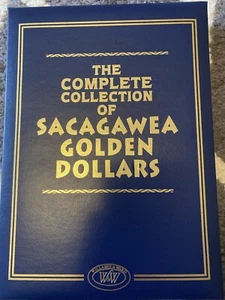 THE
COMPLETE
COLLECTION
OF
SACAGAWEA
GOLDEN
DOLLARS